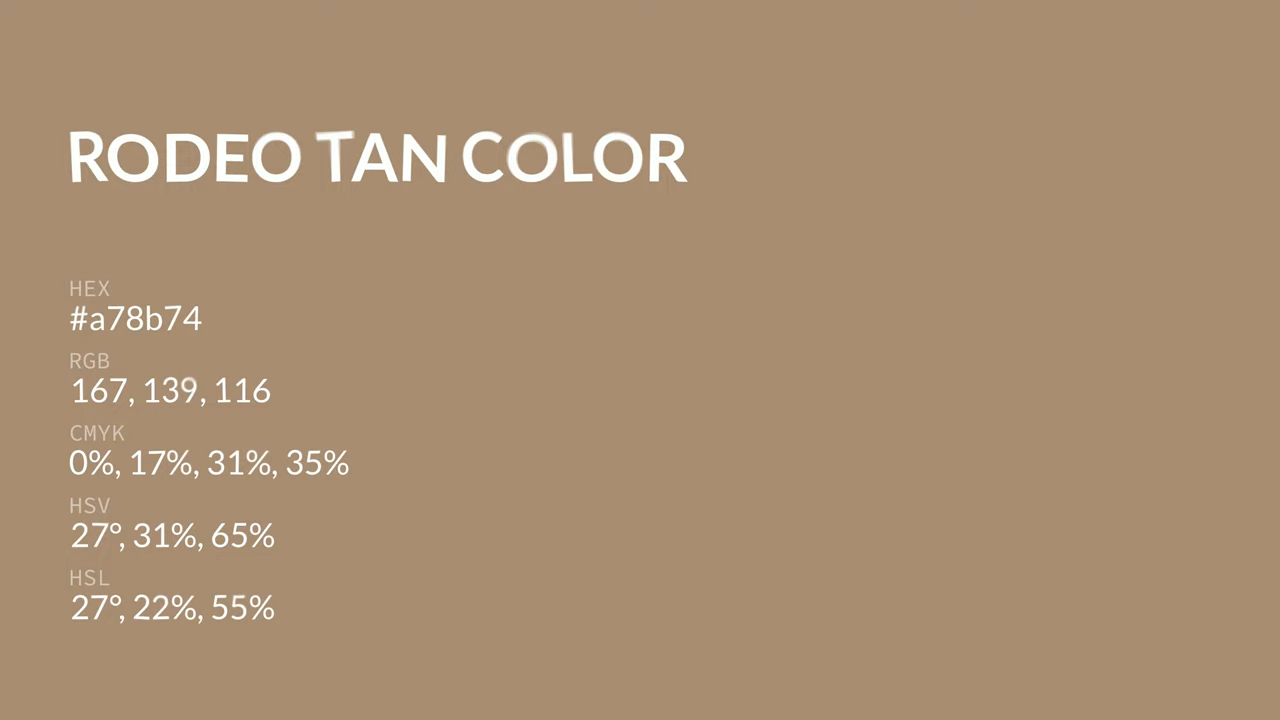 RODEO TAN COLOR
HEX
#a78b74
RGB
167, 139, 116
CMYK
0%, 17%, 31%, 35%
HSV
27°, 31%, 65%
HSL
27°, 22%, 55%